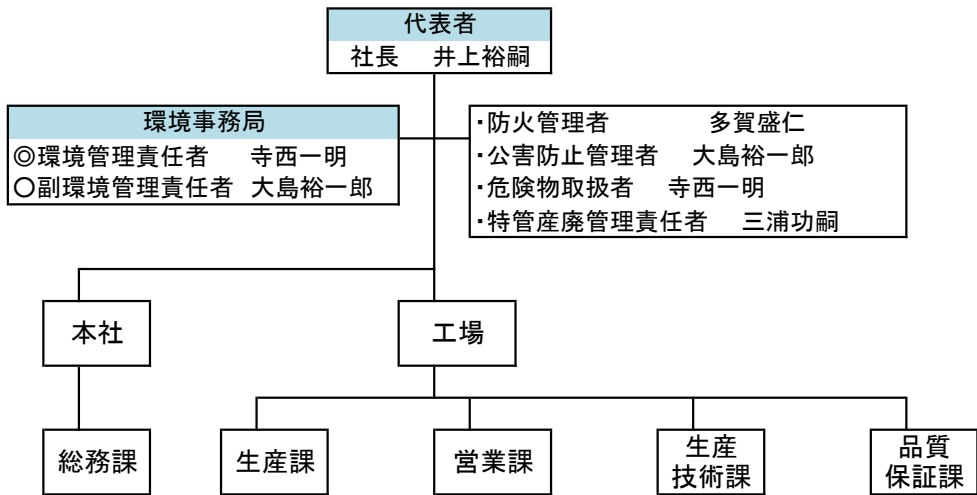 代表者
社長 井上裕嗣
環境事務局
◎環境管理責任者 寺西一明
○副環境管理責任者 大島裕一郎
・防火管理者 多賀盛仁
・公害防止管理者 大島裕一郎
・危険物取扱者 寺西一明
・特管産廃管理責任者 三浦功嗣
本社
工場
総務課
生産課
営業課
生産
技術課
品質
保証課